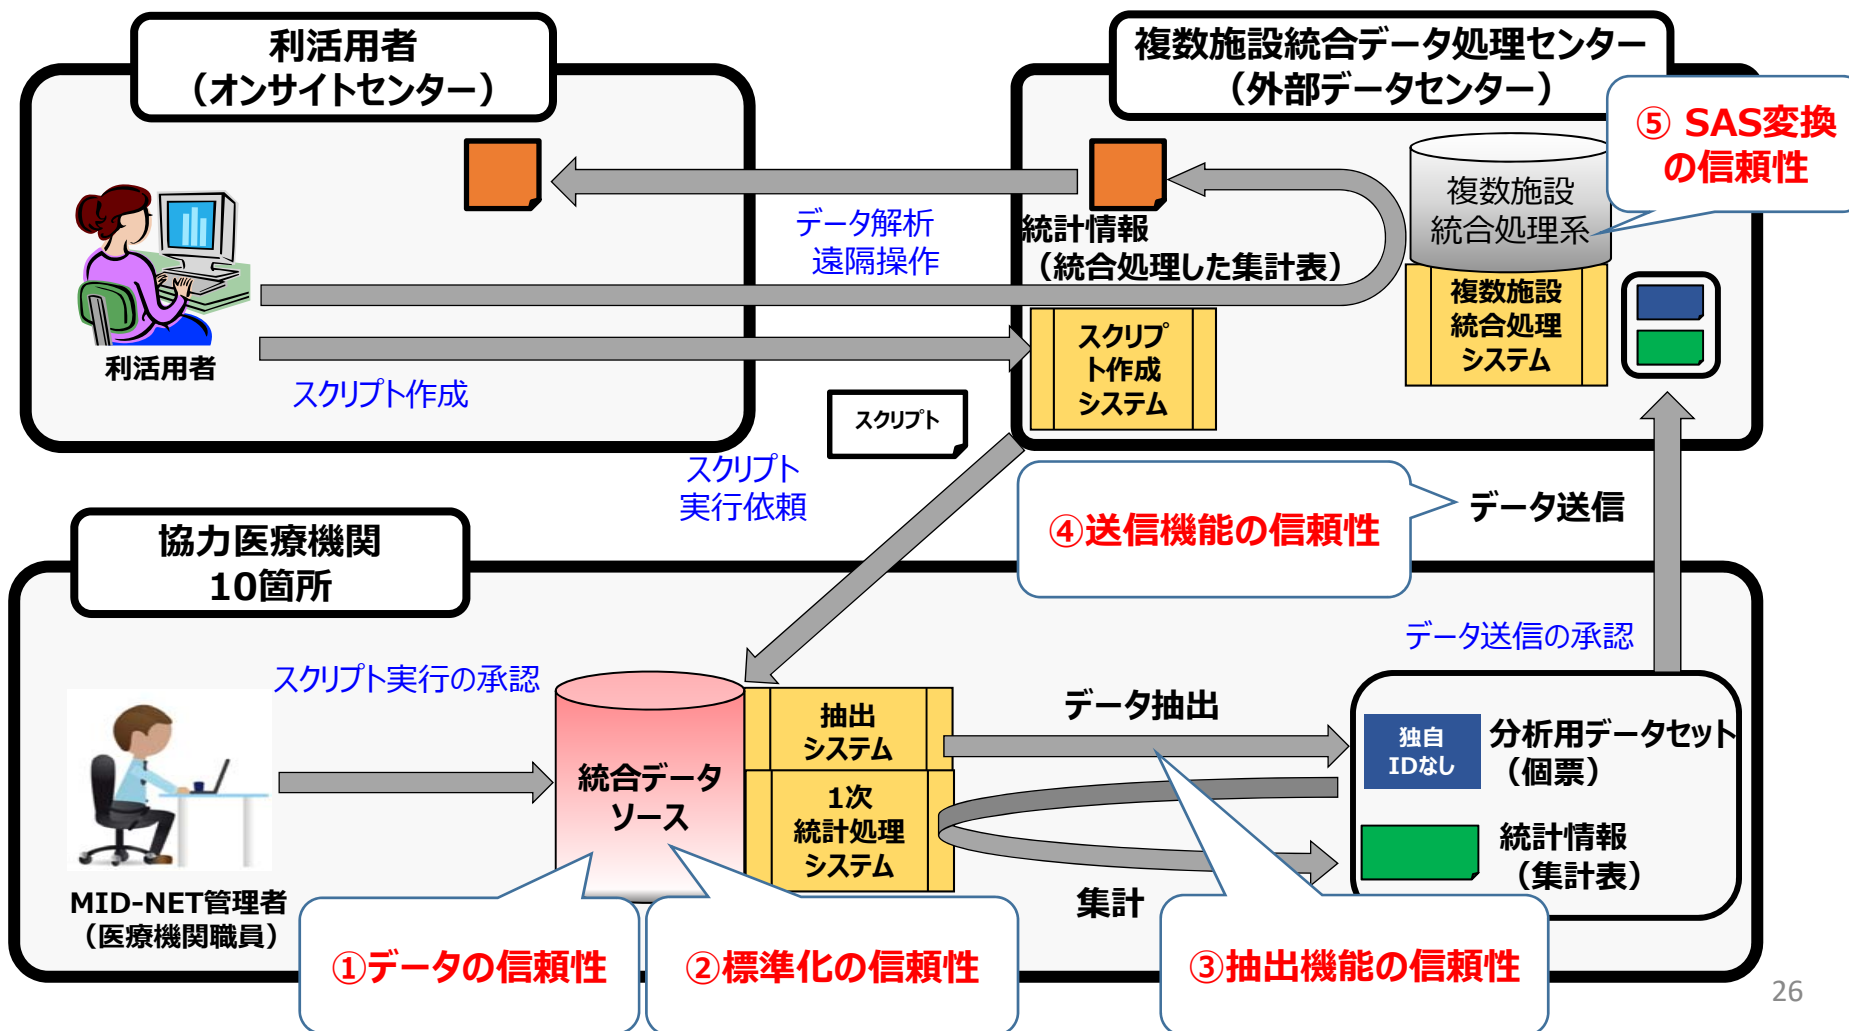 利活用者
（オンサイトセンター）
複数施設統合データ処理センター
（外部データセンター）
⑤ SAS変換
の信頼性
複数施設
統合処理系
データ解析
遠隔操作
統計情報
（統合処理した集計表）
複数施設
統合処理
システム
利活用者
スクリプト作成
スクリプ
ト作成
システム
スクリプト
スクリプト
実行依頼
④送信機能の信頼性
データ送信
協力医療機関
10箇所
データ送信の承認
スクリプト実行の承認
統合データ
ソース
抽出
システム
1次
統計処理
システム
データ抽出
集計
独自
IDなし
分析用データセット
（個票）
統計情報
（集計表）
MID-NET管理者
（医療機関職員）
①データの信頼性
②標準化の信頼性
③抽出機能の信頼性
26